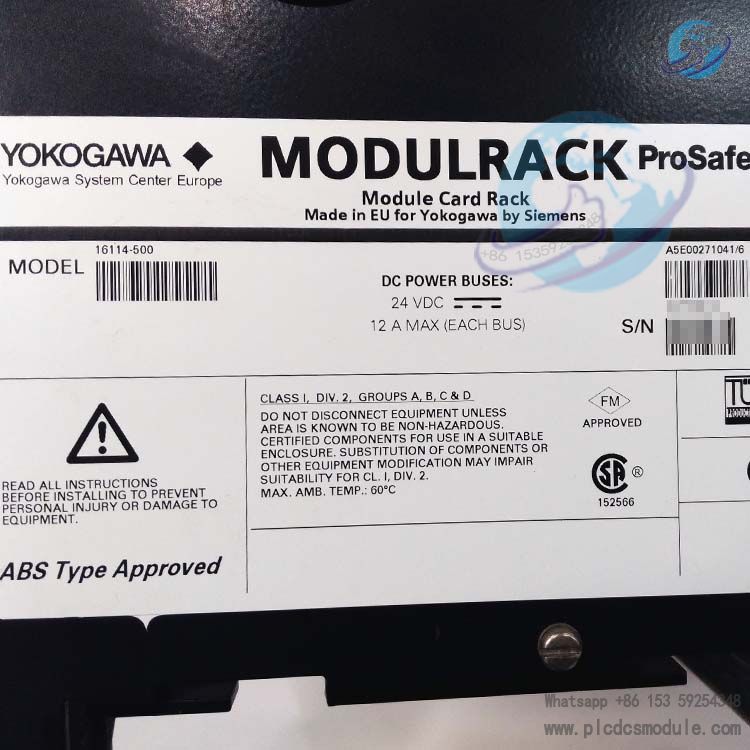 YOKOGAWA
Yokogawa System Center Europe
MODULRACK ProSafe
Module Card Rack
Made in EU for Yokogawa by Siemens
MODEL 16114-500
DC POWER BUSES:
24 VDC
12 A MAX (EACH BUS)
A5E00271041/6
S/N
READ ALL INSTRUCTIONS
BEFORE INSTALLING TO PREVENT
PERSONAL INJURY OR DAMAGE TO
EQUIPMENT.
ABS Type Approved
CLASS I, DIV. 2, GROUPS A, B, C & D
DO NOT DISCONNECT EQUIPMENT UNLESS
AREA IS KNOWN TO BE NON-HAZARDOUS.
CERTIFIED COMPONENTS FOR USE IN A SUITABLE
ENCLOSURE. SUBSTITUTION OF COMPONENTS OR
OTHER EQUIPMENT MODIFICATION MAY IMPAIR
SUITABILITY FOR CL. I, DIV. 2.
MAX. AMB. TEMP.: 60°C
FM
APPROVED
SA ®
152566
+86 15359254348
Whatsapp +86 153 59254348
www.plcdcsmodule.com